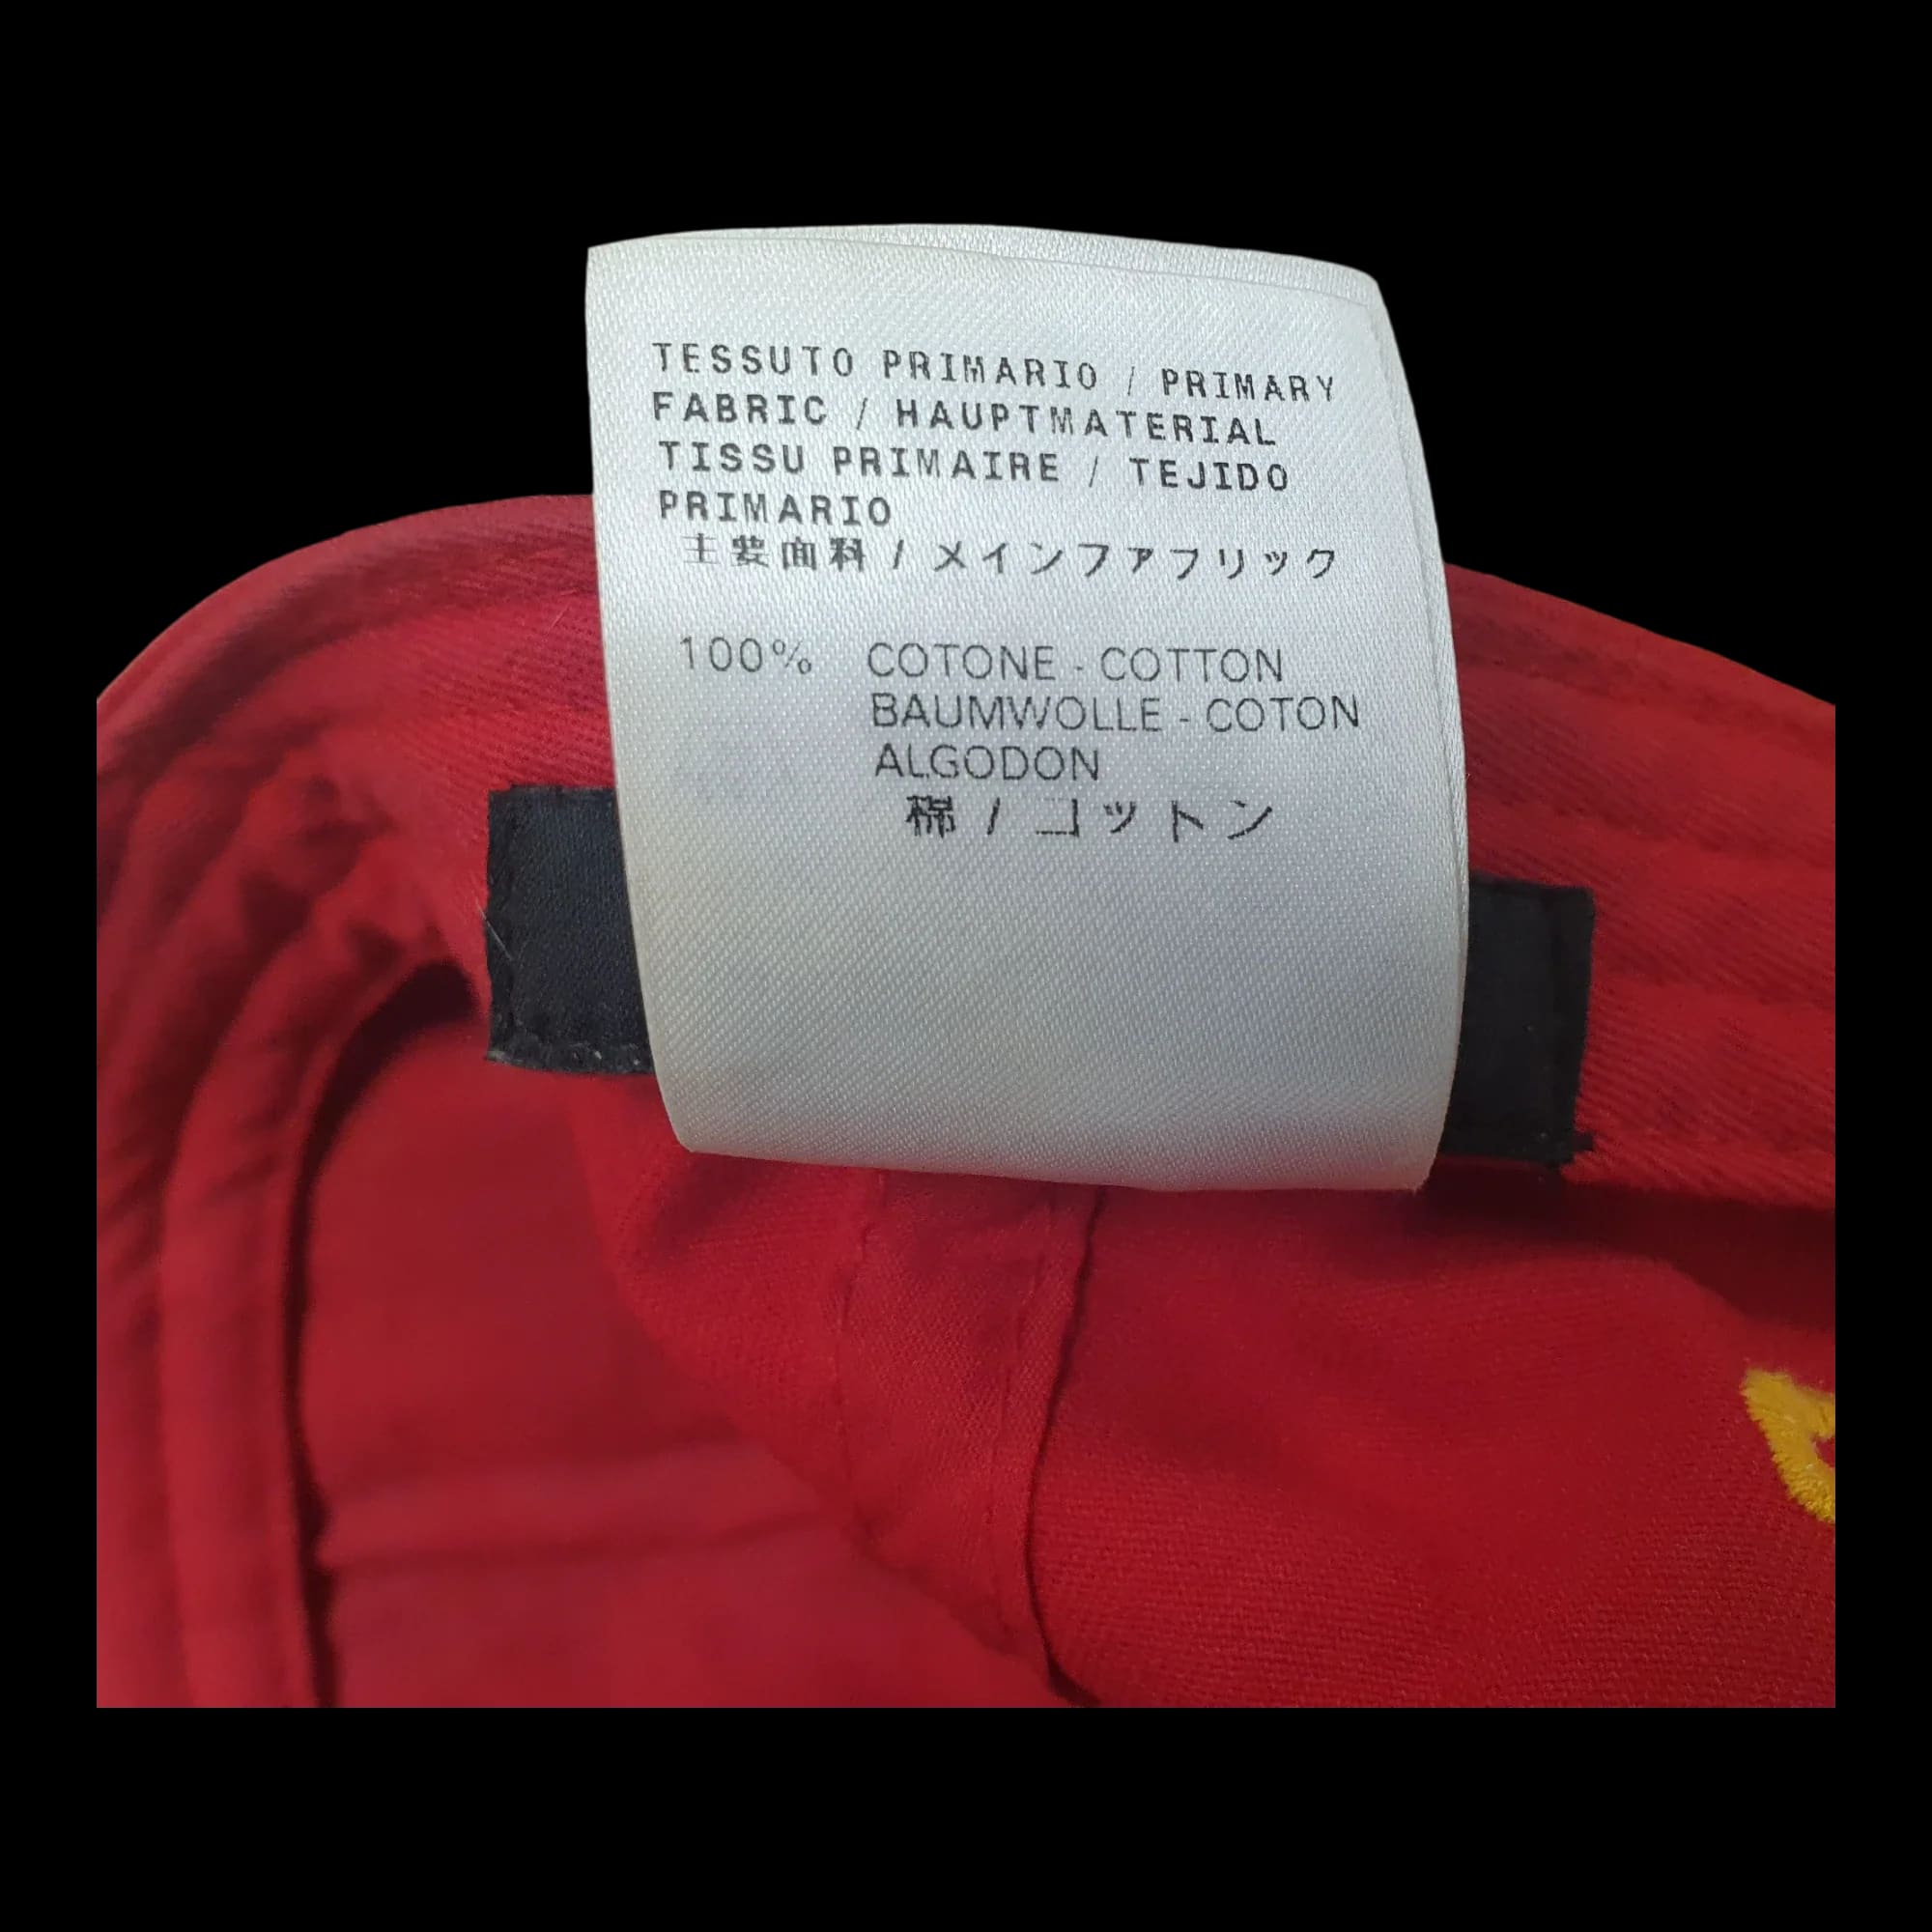 TESSUTO PRIMARIO / PRIMARY
FABRIC / HAUPTMATERIAL
TISSU PRIMAIRE / TEJIDO
PRIMARIO
主要面料 / メインファフリック
100% COTONE - COTTON
BAUMWOLLE - COTON
ALGODON
棉 / コットン